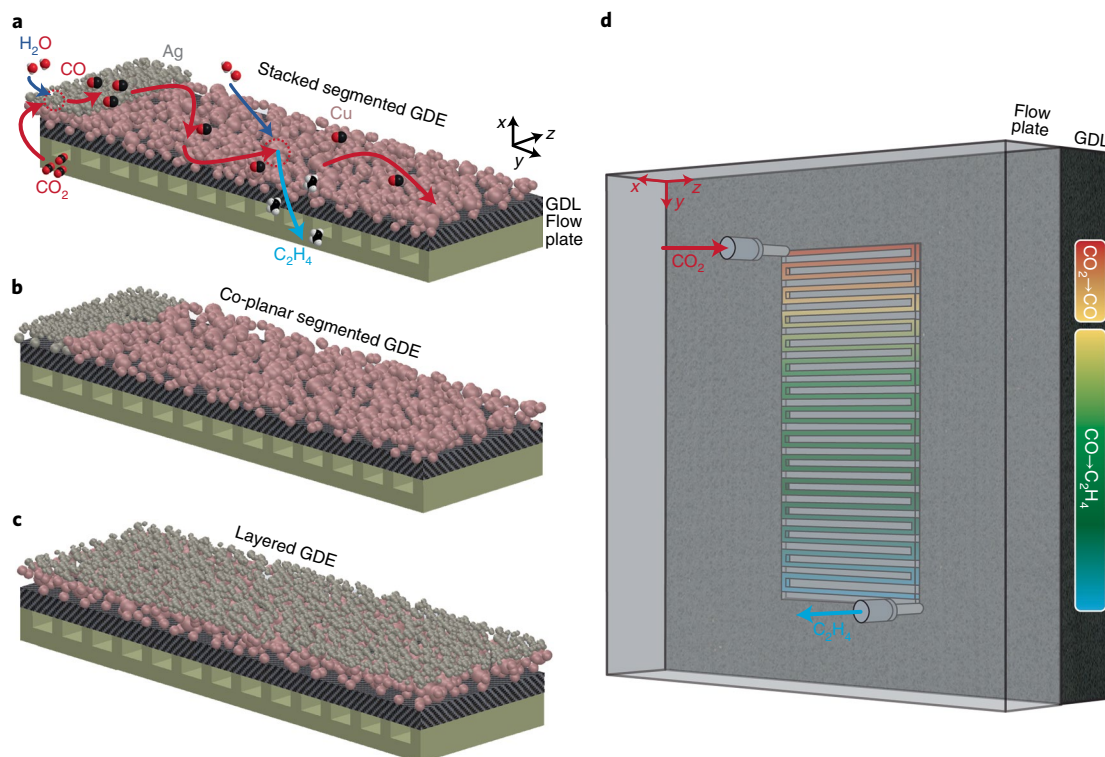 a
H₂O
CO
Ag
Stacked segmented GDE
Cu
x
z
y
CO₂
GDL
Flow
plate
C₂H₄
b
Co-planar segmented GDE
c
Layered GDE
d
Flow
plate
GDL
x
z
y
CO₂
CO₂→CO
CO→C₂H₄
C₂H₄